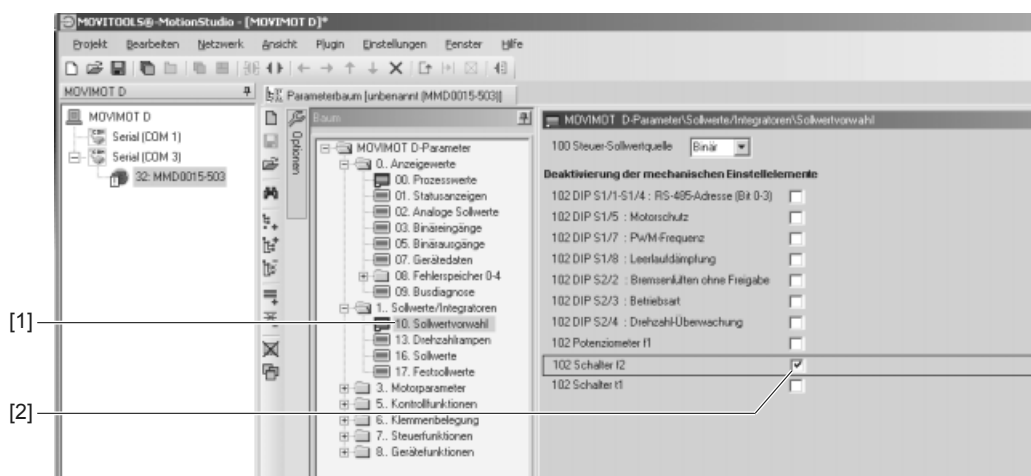 MOVITOOLS®-MotionStudio - [MOVIMOT D]*
Projekt Bearbeiten Netzwerk Ansicht Plugin Einstellungen Fenster Hilfe
MOVIMOT D
MOVIMOT D
Serial (COM 1)
Serial (COM 3)
32: MMD0015-503
Parameterbaum [unbenannt (MMD0015-503)]
Optionen
Baum
MOVIMOT D-Parameter
0.. Anzeigewerte
00. Prozesswerte
01. Statusanzeigen
02. Analoge Sollwerte
03. Binäreingänge
05. Binärausgänge
07. Gerätedaten
08. Fehlerspeicher 0-4
09. Busdiagnose
1.. Sollwerte/Integratoren
10. Sollwertvorwahl
13. Drehzahlrampen
16. Sollwerte
17. Festsollwerte
3.. Motorparameter
5.. Kontrollfunktionen
6.. Klemmenbelegung
7.. Steuerfunktionen
8.. Gerätefunktionen
MOVIMOT D-Parameter\Sollwerte/Integratoren\Sollwertvorwahl
100 Steuer-Sollwertquelle Binär
Deaktivierung der mechanischen Einstellelemente
102 DIP S1/1-S1/4 : RS-485-Adresse (Bit 0-3)
102 DIP S1/5 : Motorschutz
102 DIP S1/7 : PWM-Frequenz
102 DIP S1/8 : Leerlaufdämpfung
102 DIP S2/2 : Bremsenlüften ohne Freigabe
102 DIP S2/3 : Betriebsart
102 DIP S2/4 : Drehzahl-Überwachung
102 Potenziometer f1
102 Schalter f2
102 Schalter t1
[1]
[2]